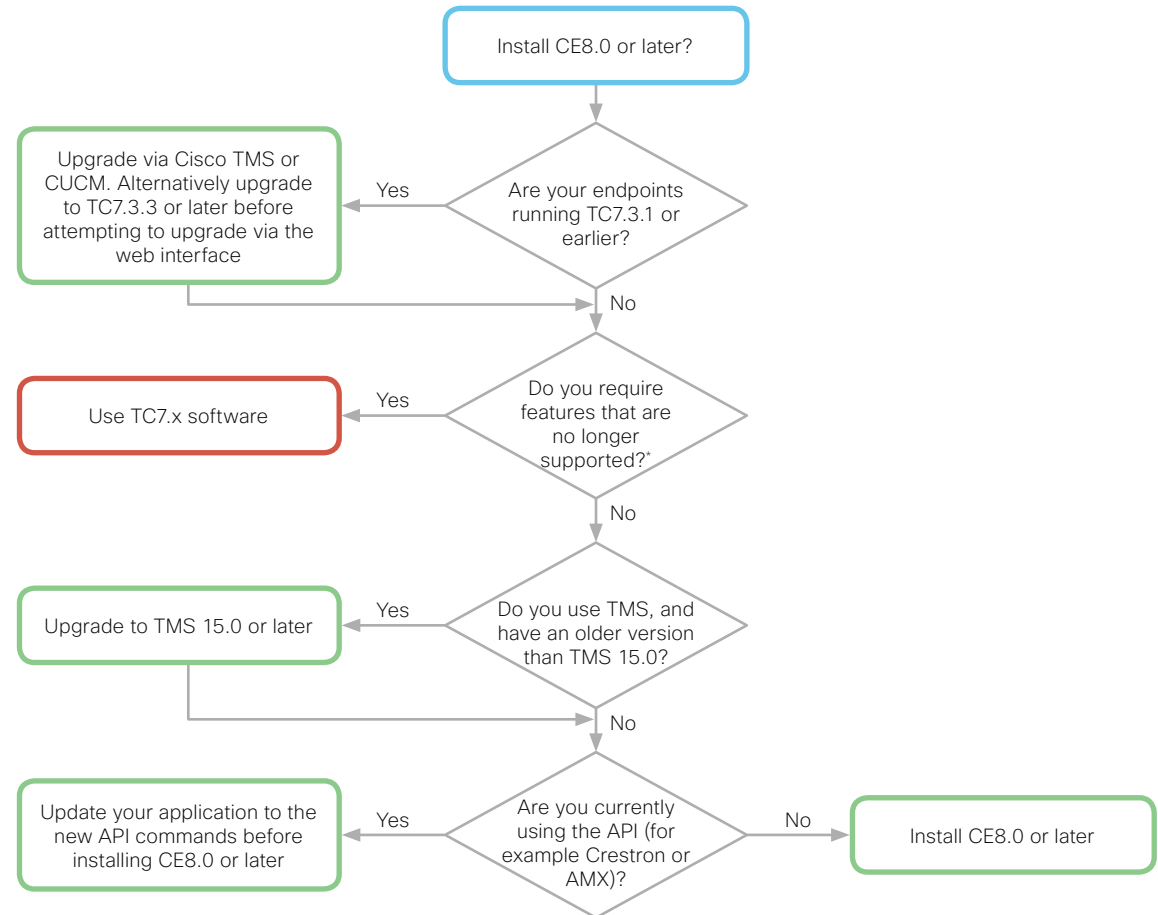 Install CE8.0 or later?
Upgrade via Cisco TMS or
CUCM. Alternatively upgrade
to TC7.3.3 or later before
attempting to upgrade via the
web interface
Yes
Are your endpoints
running TC7.3.1 or
earlier?
No
Use TC7.x software
Yes
Do you require
features that are
no longer
supported?*
No
Upgrade to TMS 15.0 or later
Yes
Do you use TMS, and
have an older version
than TMS 15.0?
No
Update your application to the
new API commands before
installing CE8.0 or later
Yes
Are you currently
using the API (for
example Crestron or
AMX)?
No
Install CE8.0 or later